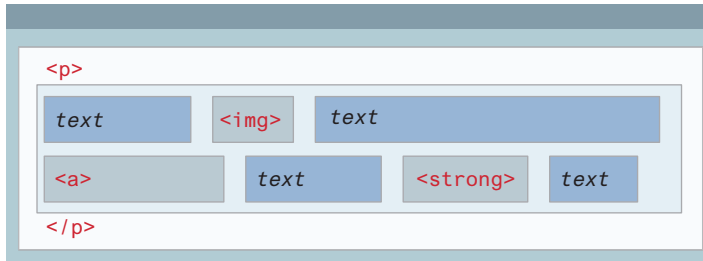 <p>
text <img> text
<a> text <strong> text
</p>